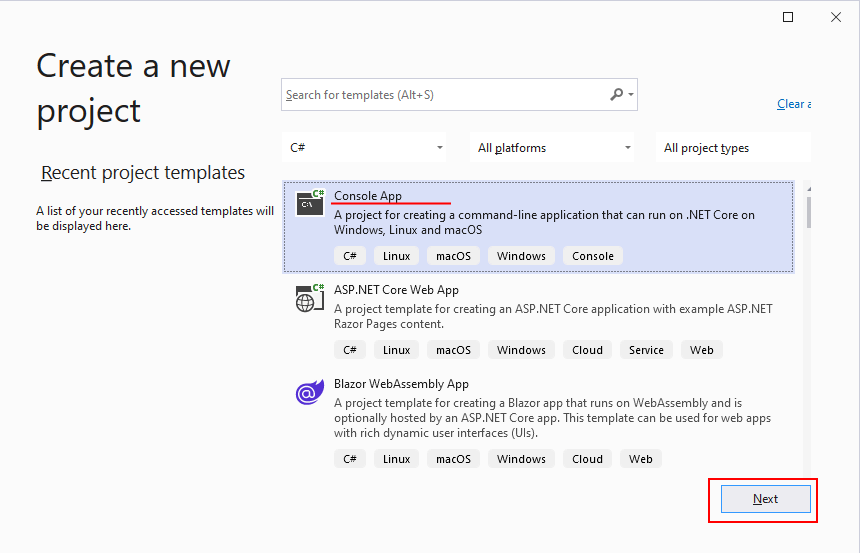 Create a new
project
Recent project templates
A list of your recently accessed templates will
be displayed here.
Search for templates (Alt+S)
Clear a
C#
All platforms
All project types
C#
C:\
Console App
A project for creating a command-line application that can run on .NET Core on
Windows, Linux and macOS
C# Linux macOS Windows Console
C#
ASP.NET Core Web App
A project template for creating an ASP.NET Core application with example ASP.NET
Razor Pages content.
C# Linux macOS Windows Cloud Service Web
@
Blazor WebAssembly App
A project template for creating a Blazor app that runs on WebAssembly and is
optionally hosted by an ASP.NET Core app. This template can be used for web apps
with rich dynamic user interfaces (UIs).
C# Linux macOS Windows Cloud Web
Next